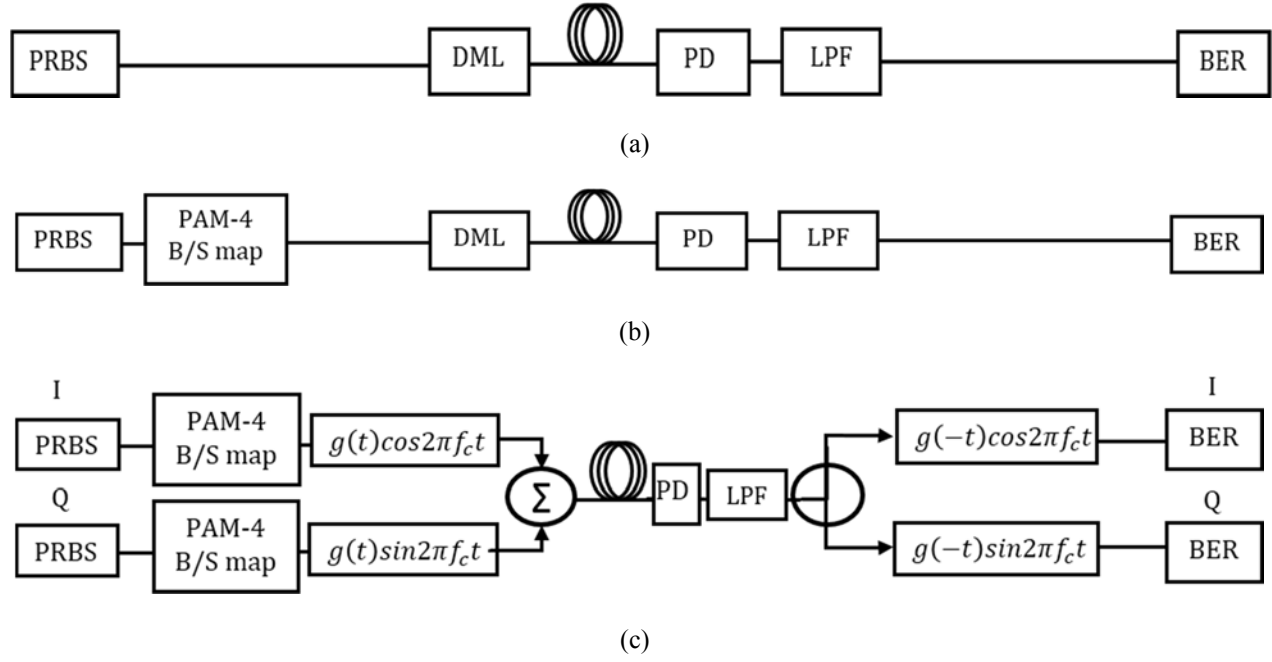 PRBS DML PD LPF BER
(a)
PRBS PAM-4 B/S map DML PD LPF BER
(b)
I I
PRBS PAM-4 B/S map g(t)cos2πf_ct g(−t)cos2πf_ct BER
Σ PD LPF
Q Q
PRBS PAM-4 B/S map g(t)sin2πf_ct g(−t)sin2πf_ct BER
(c)